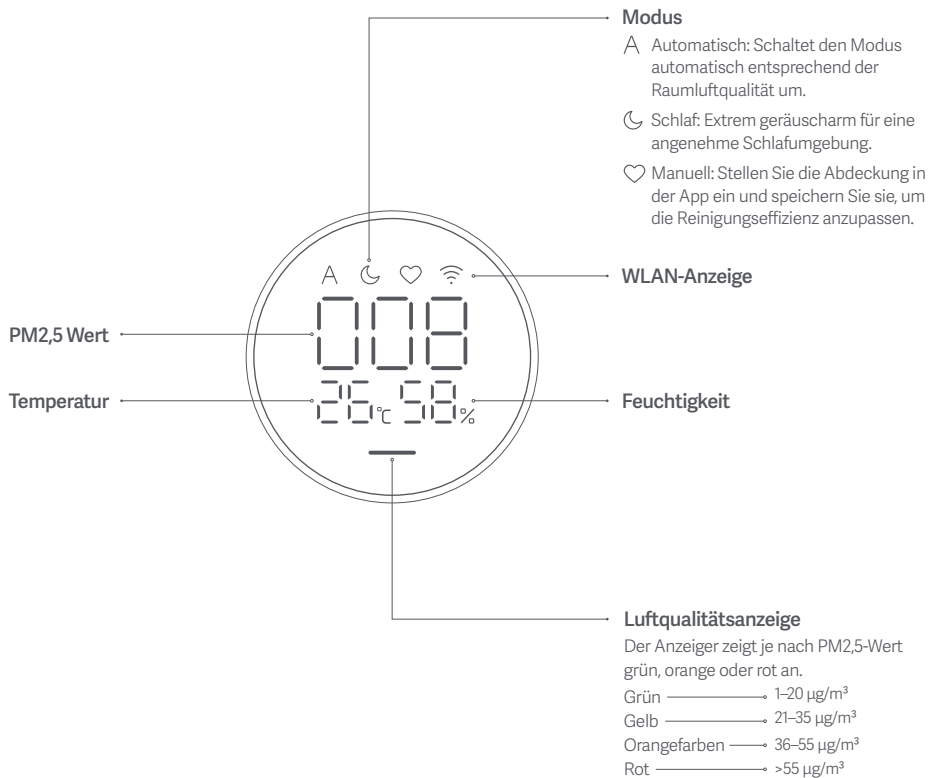 Modus
A Automatisch: Schaltet den Modus
automatisch entsprechend der
Raumluftqualität um.
Schlaf: Extrem geräuscharm für eine
angenehme Schlafumgebung.
Manuell: Stellen Sie die Abdeckung in
der App ein und speichern Sie sie, um
die Reinigungseffizienz anzupassen.
A
WLAN-Anzeige
PM2,5 Wert
008
Temperatur
26℃ 58%
Feuchtigkeit
Luftqualitätsanzeige
Der Anzeiger zeigt je nach PM2,5-Wert
grün, orange oder rot an.
Grün 1–20 µg/m³
Gelb 21–35 µg/m³
Orangefarben 36–55 µg/m³
Rot >55 µg/m³